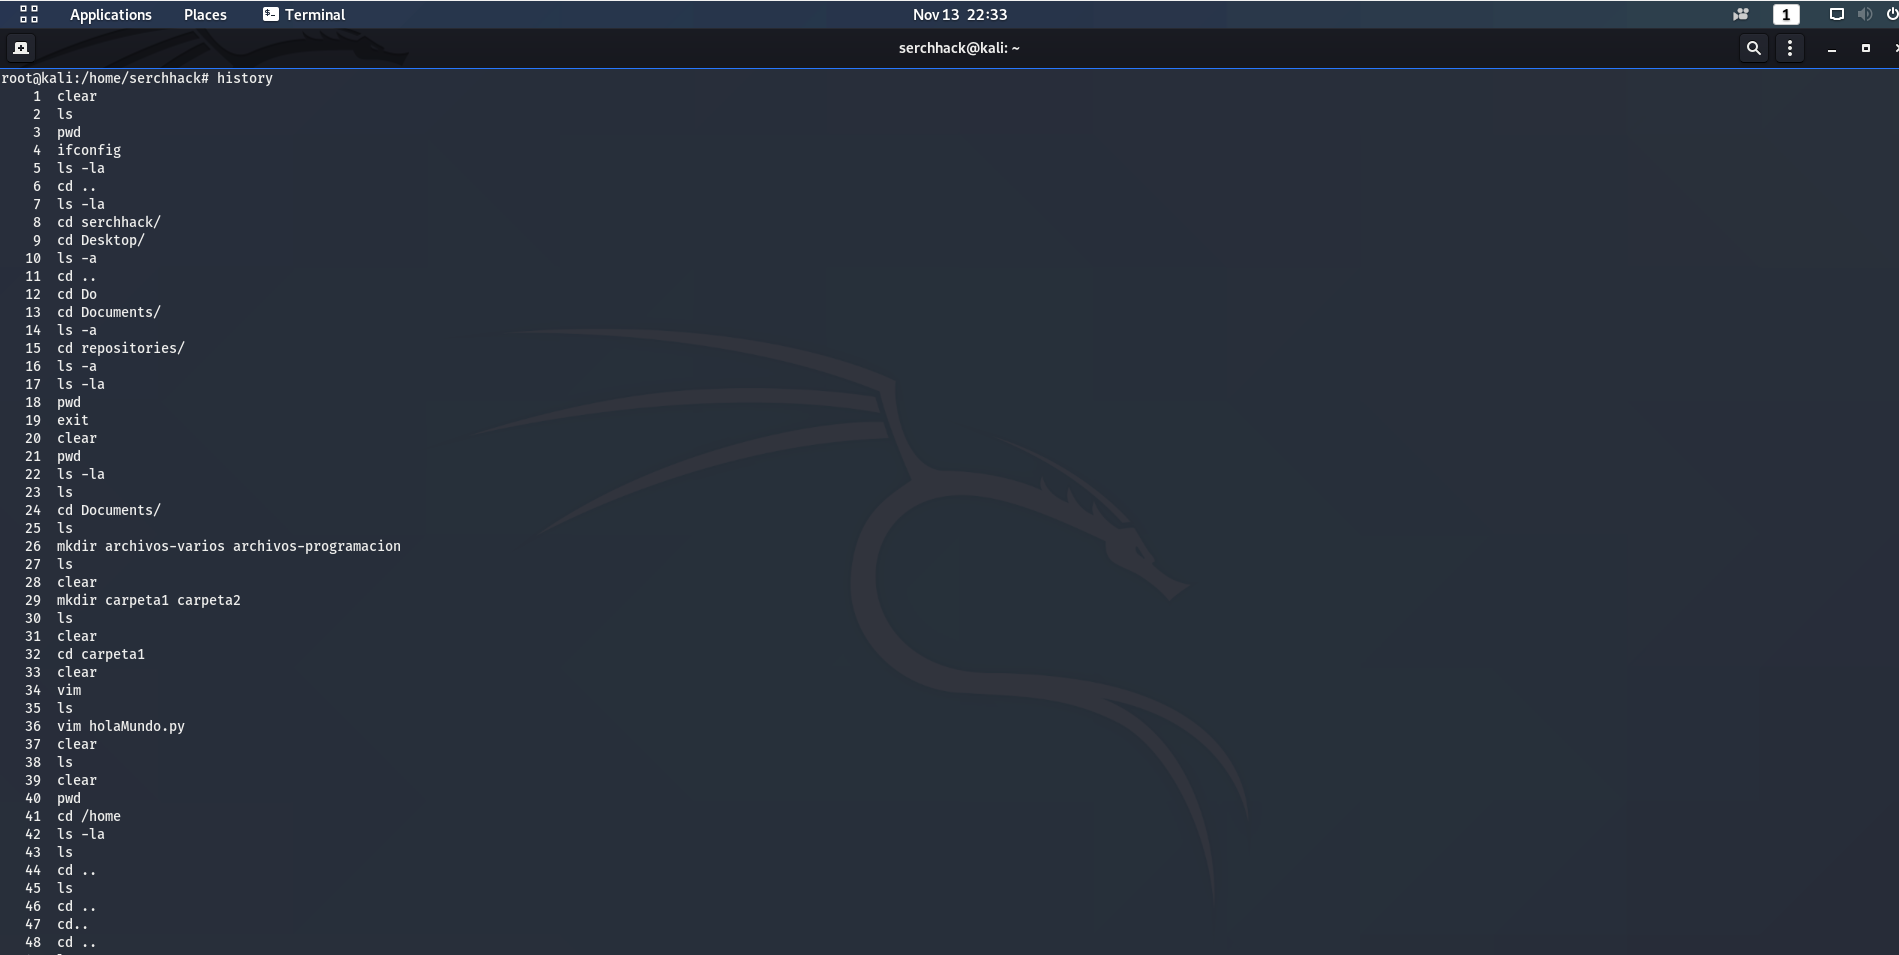 Applications Places Terminal Nov 13 22:33 1
serchhack@kali: ~
root@kali:/home/serchhack# history
1 clear
2 ls
3 pwd
4 ifconfig
5 ls -la
6 cd ..
7 ls -la
8 cd serchhack/
9 cd Desktop/
10 ls -a
11 cd ..
12 cd Do
13 cd Documents/
14 ls -a
15 cd repositories/
16 ls -a
17 ls -la
18 pwd
19 exit
20 clear
21 pwd
22 ls -la
23 ls
24 cd Documents/
25 ls
26 mkdir archivos-varios archivos-programacion
27 ls
28 clear
29 mkdir carpeta1 carpeta2
30 ls
31 clear
32 cd carpeta1
33 clear
34 vim
35 ls
36 vim holaMundo.py
37 clear
38 ls
39 clear
40 pwd
41 cd /home
42 ls -la
43 ls
44 cd ..
45 ls
46 cd ..
47 cd..
48 cd ..